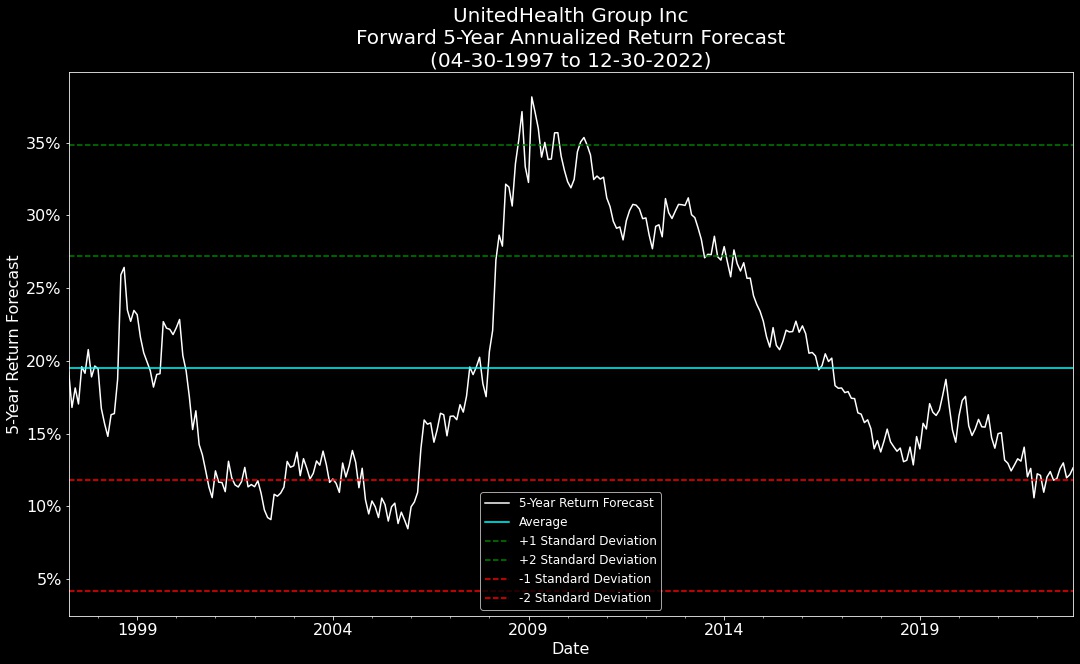 UnitedHealth Group Inc
Forward 5-Year Annualized Return Forecast
(04-30-1997 to 12-30-2022)
5-Year Return Forecast
35%
30%
25%
20%
15%
10%
5%
5-Year Return Forecast
Average
+1 Standard Deviation
+2 Standard Deviation
-1 Standard Deviation
-2 Standard Deviation
1999
2004
2009
2014
2019
Date